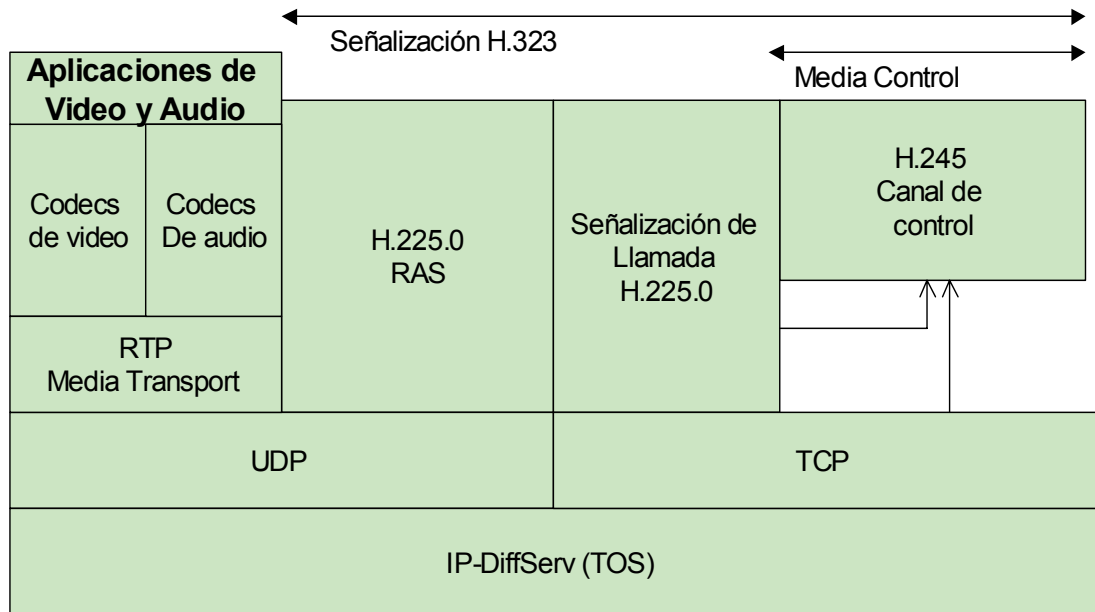 Señalización H.323
Media Control
Aplicaciones de
Video y Audio
Codecs
de video
Codecs
De audio
H.225.0
RAS
Señalización de
Llamada
H.225.0
H.245
Canal de
control
RTP
Media Transport
UDP
TCP
IP-DiffServ (TOS)